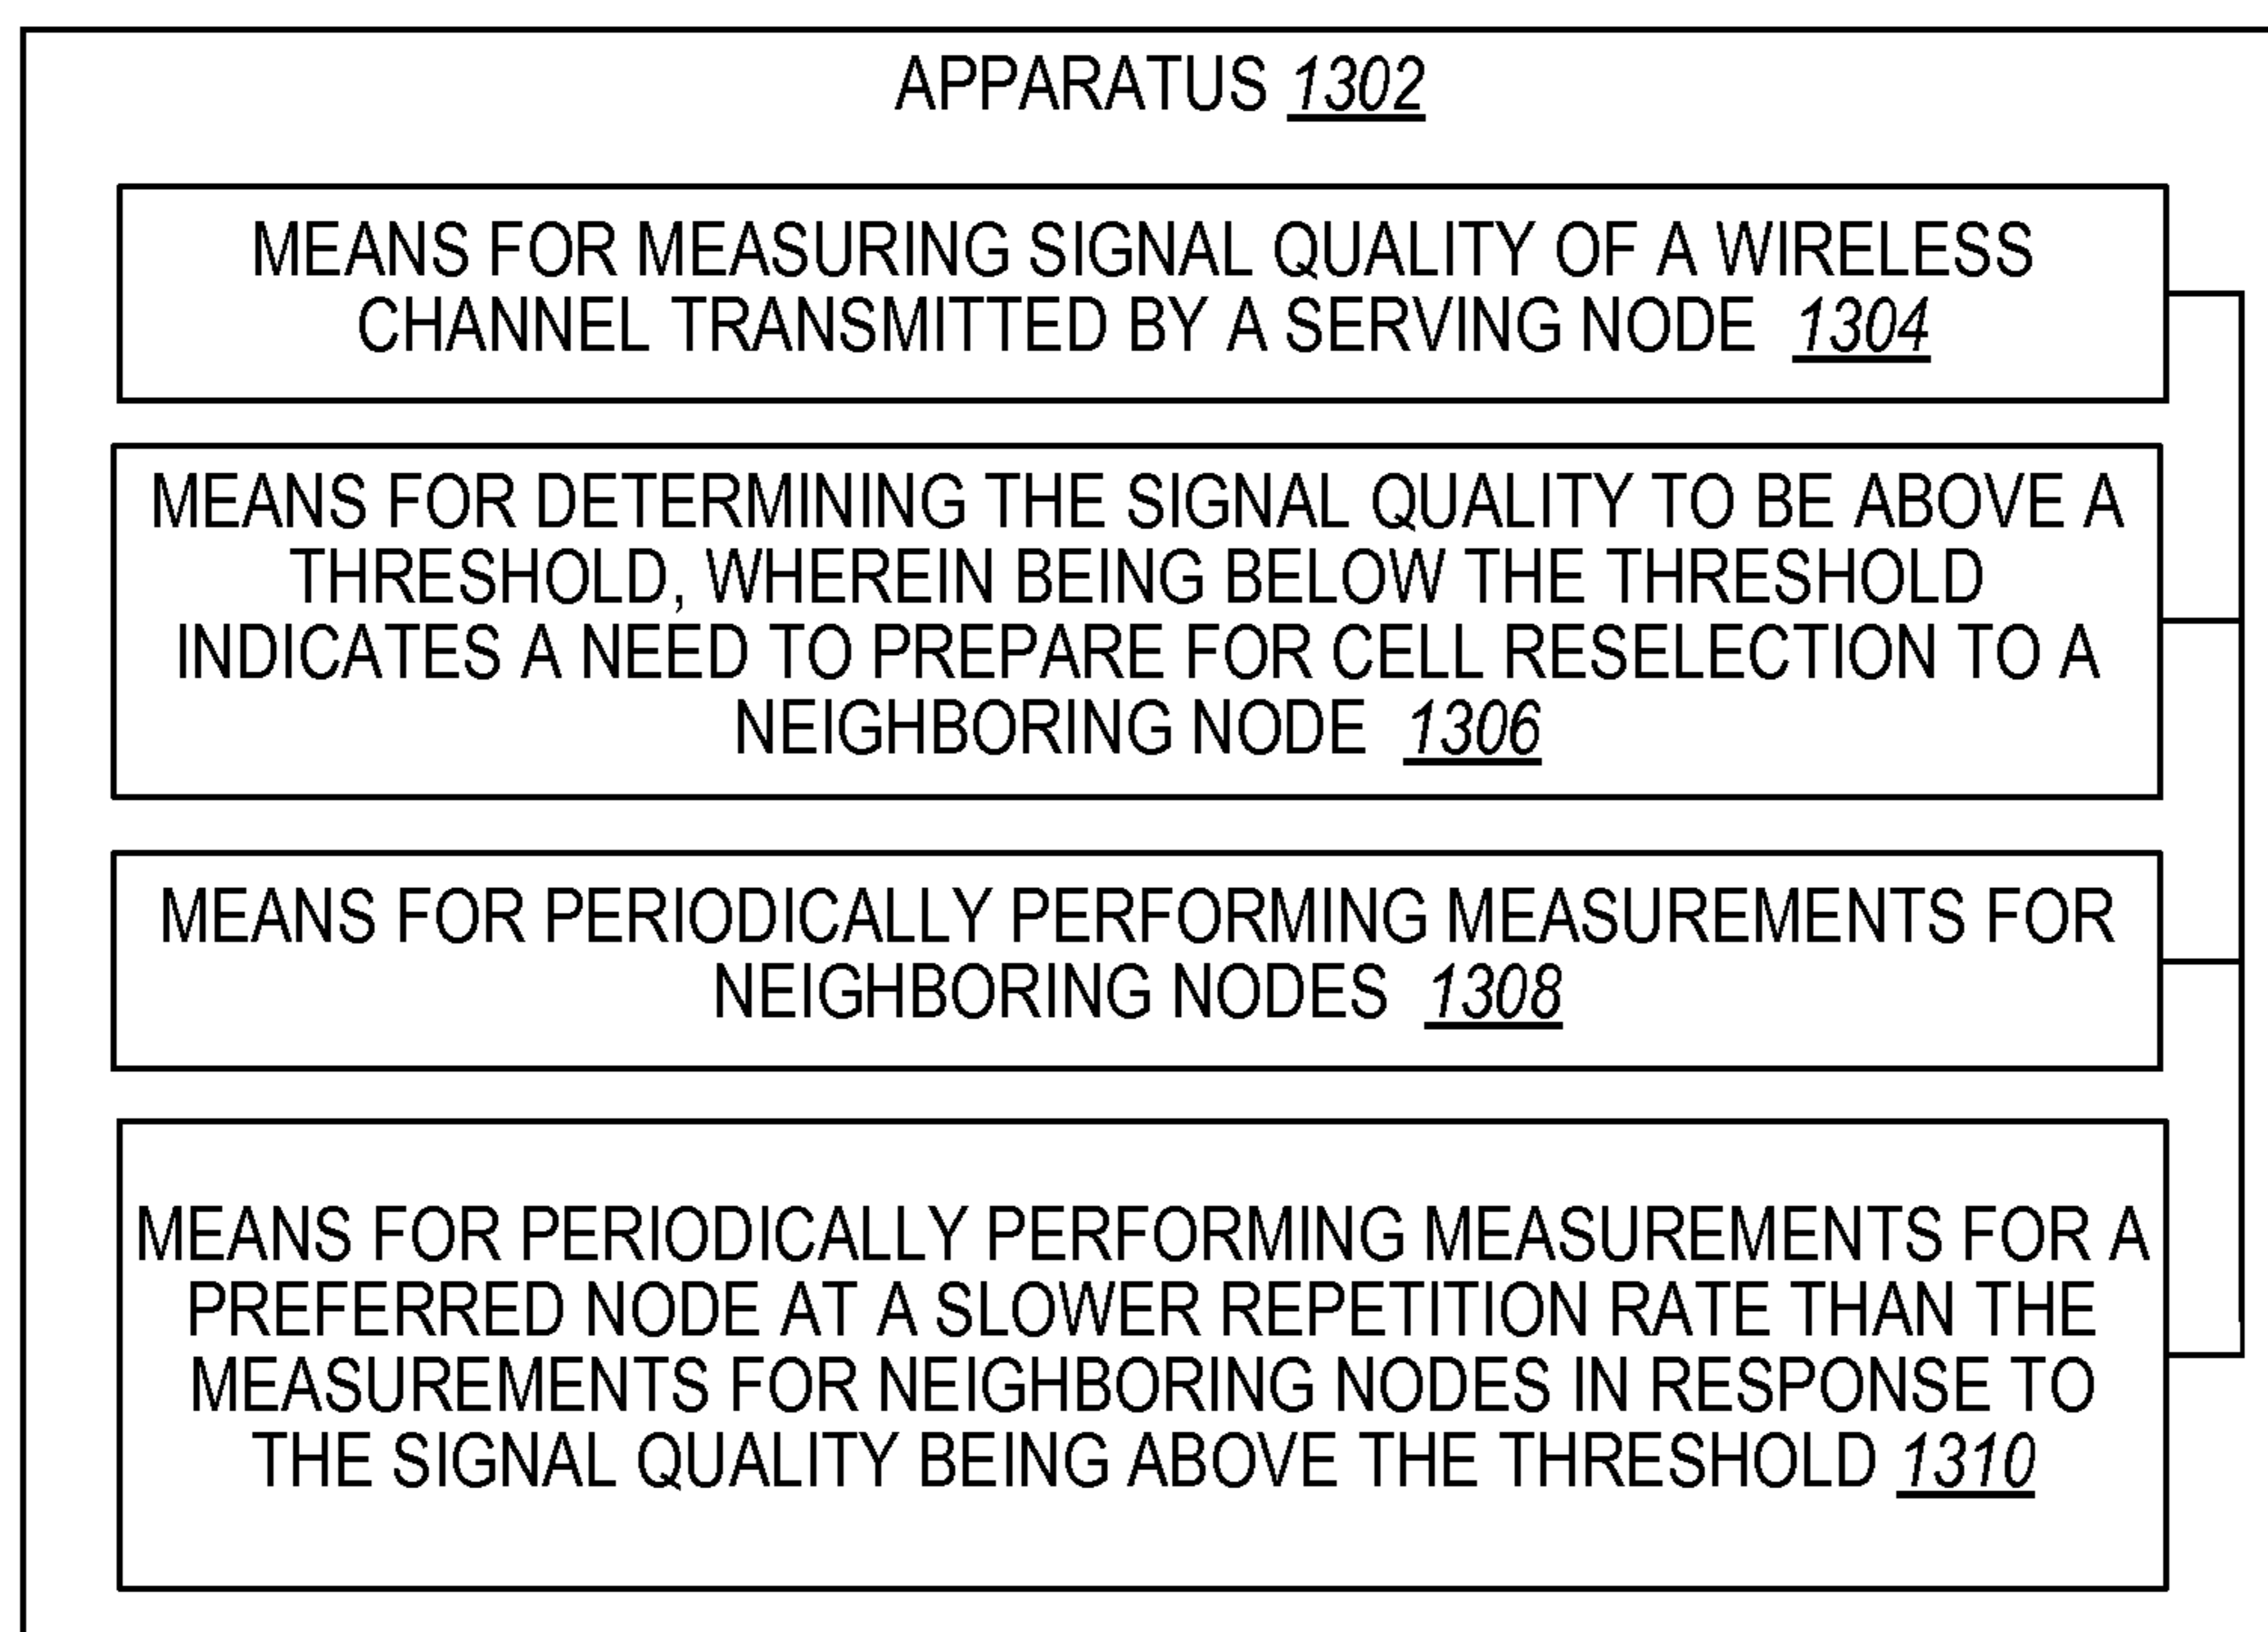 APPARATUS 1302
MEANS FOR MEASURING SIGNAL QUALITY OF A WIRELESS
CHANNEL TRANSMITTED BY A SERVING NODE 1304
MEANS FOR DETERMINING THE SIGNAL QUALITY TO BE ABOVE A
THRESHOLD, WHEREIN BEING BELOW THE THRESHOLD
INDICATES A NEED TO PREPARE FOR CELL RESELECTION TO A
NEIGHBORING NODE 1306
MEANS FOR PERIODICALLY PERFORMING MEASUREMENTS FOR
NEIGHBORING NODES 1308
MEANS FOR PERIODICALLY PERFORMING MEASUREMENTS FOR A
PREFERRED NODE AT A SLOWER REPETITION RATE THAN THE
MEASUREMENTS FOR NEIGHBORING NODES IN RESPONSE TO
THE SIGNAL QUALITY BEING ABOVE THE THRESHOLD 1310